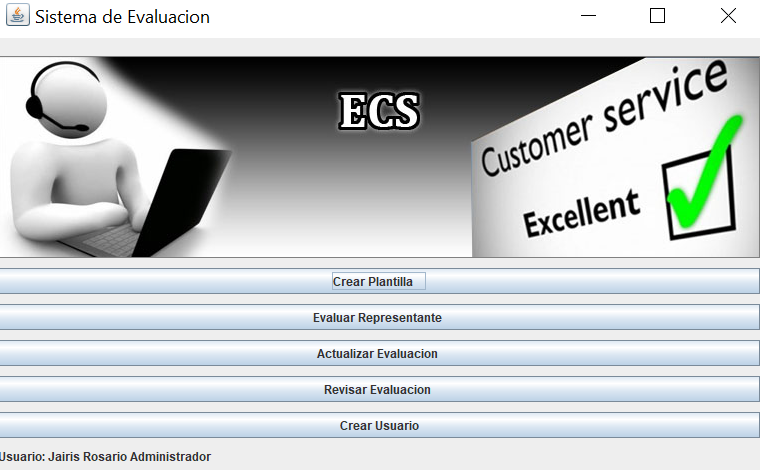 Sistema de Evaluacion
ECS
Customer service
Excellent
Crear Plantilla
Evaluar Representante
Actualizar Evaluacion
Revisar Evaluacion
Crear Usuario
Usuario: Jairis Rosario Administrador